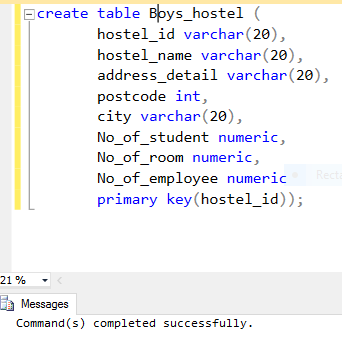 create table Boys_hostel (
hostel_id varchar(20),
hostel_name varchar(20),
address_detail varchar(20),
postcode int,
city varchar(20),
No_of_student numeric,
No_of_room numeric,
No_of_employee numeric
primary key(hostel_id));
21 %
Messages
Command(s) completed successfully.